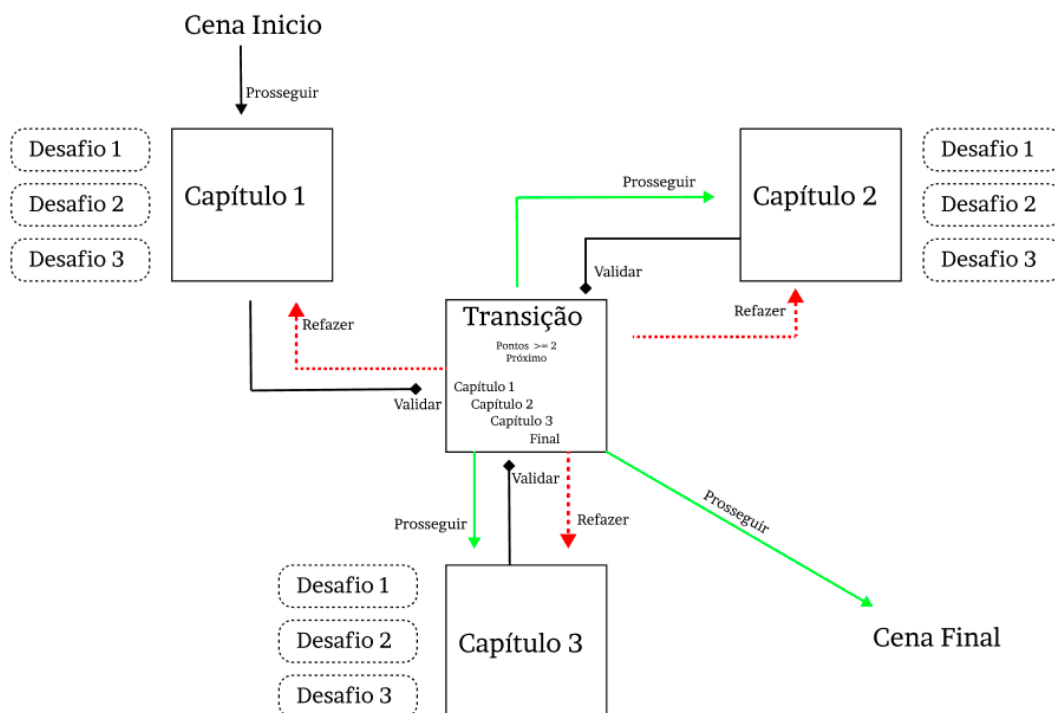 Cena Inicio
Prosseguir
Desafio 1
Desafio 2
Desafio 3
Capítulo 1
Prosseguir
Capítulo 2
Desafio 1
Desafio 2
Desafio 3
Validar
Refazer
Refazer
Validar
Transição
Pontos >= 2
Próximo
Capítulo 1
Capítulo 2
Capítulo 3
Final
Validar
Prosseguir
Refazer
Prosseguir
Desafio 1
Desafio 2
Desafio 3
Capítulo 3
Cena Final